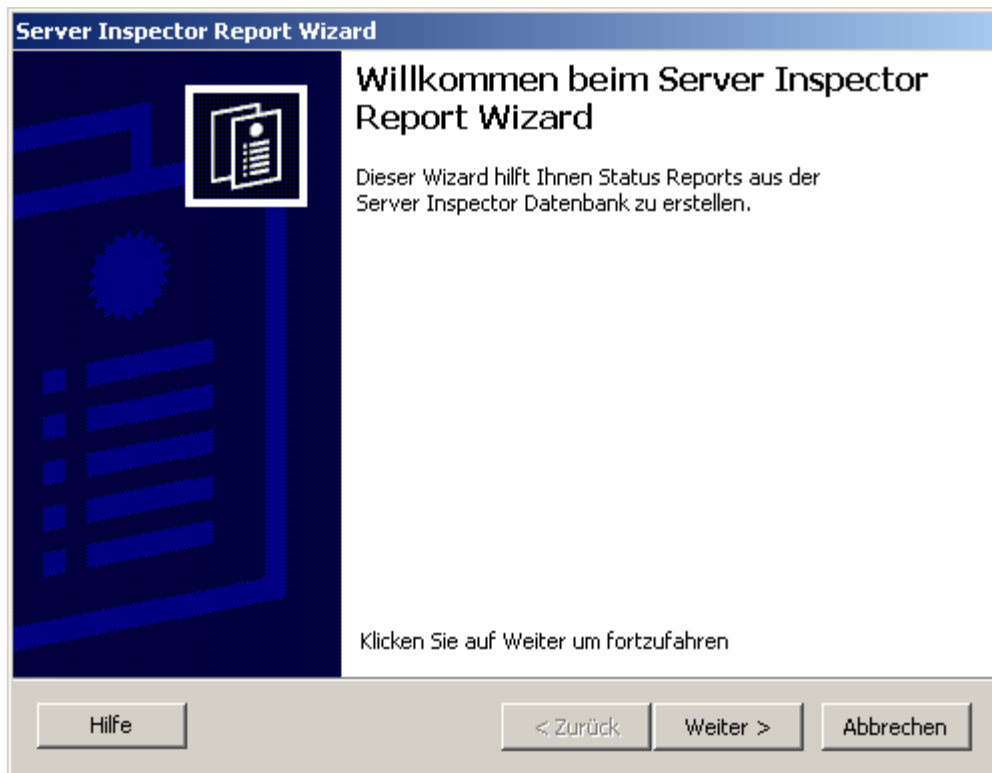 Server Inspector Report Wizard
Willkommen beim Server Inspector
Report Wizard
Dieser Wizard hilft Ihnen Status Reports aus der
Server Inspector Datenbank zu erstellen.
Klicken Sie auf Weiter um fortzufahren
Hilfe
< Zurück
Weiter >
Abbrechen